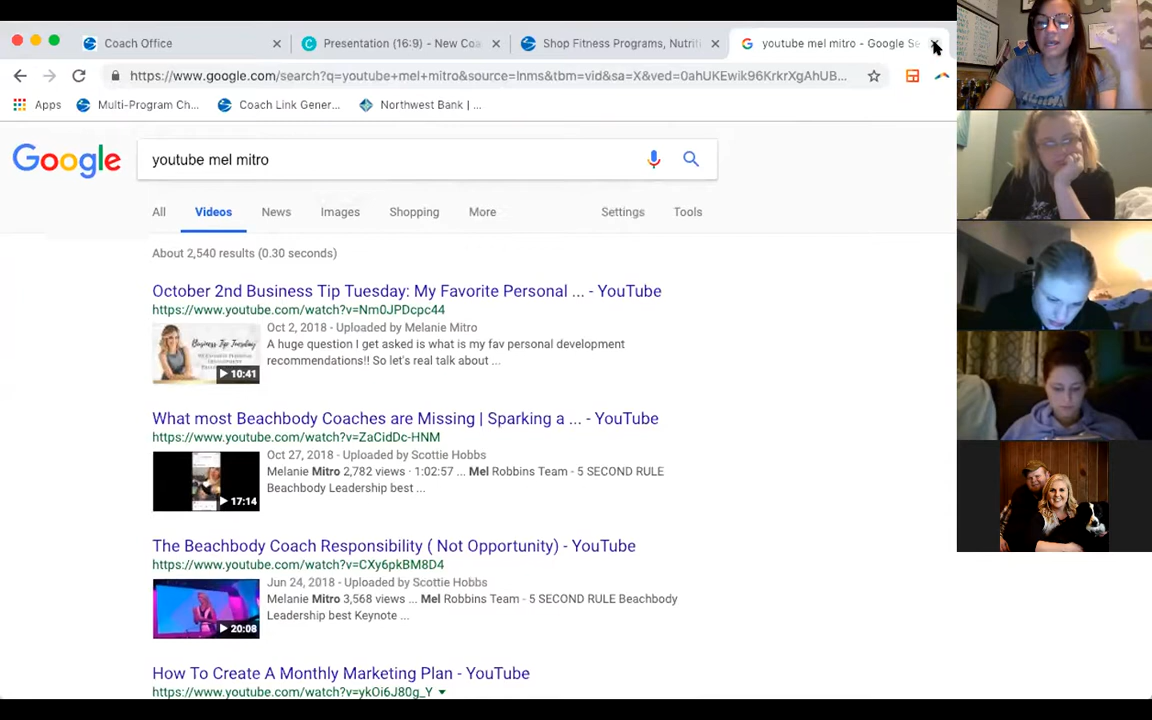 Coach Office
Presentation (16:9) - New Coa
Shop Fitness Programs, Nutriti
youtube mel mitro - Google Se
https://www.google.com/search?q=youtube+mel+mitro&source=lnms&tbm=vid&sa=X&ved=0ahUKEwik96KrkrXgAhUB...
Apps
Multi-Program Ch...
Coach Link Gener...
Northwest Bank | ...
Google
youtube mel mitro
All
Videos
News
Images
Shopping
More
Settings
Tools
About 2,540 results (0.30 seconds)
October 2nd Business Tip Tuesday: My Favorite Personal ... - YouTube
https://www.youtube.com/watch?v=Nm0JPDcpc44
Oct 2, 2018 - Uploaded by Melanie Mitro
A huge question I get asked is what is my fav personal development
recommendations!! So let's real talk about ...
Business Tip Tuesday
10:41
What most Beachbody Coaches are Missing | Sparking a ... - YouTube
https://www.youtube.com/watch?v=ZaCidDc-HNM
Oct 27, 2018 - Uploaded by Scottie Hobbs
Melanie Mitro 2,782 views · 1:02:57 ... Mel Robbins Team - 5 SECOND RULE
Beachbody Leadership best ...
17:14
The Beachbody Coach Responsibility ( Not Opportunity) - YouTube
https://www.youtube.com/watch?v=CXy6pkBM8D4
Jun 24, 2018 - Uploaded by Scottie Hobbs
Melanie Mitro 3,568 views ... Mel Robbins Team - 5 SECOND RULE Beachbody
Leadership best Keynote ...
20:08
How To Create A Monthly Marketing Plan - YouTube
https://www.youtube.com/watch?v=ykOi6J80g_Y